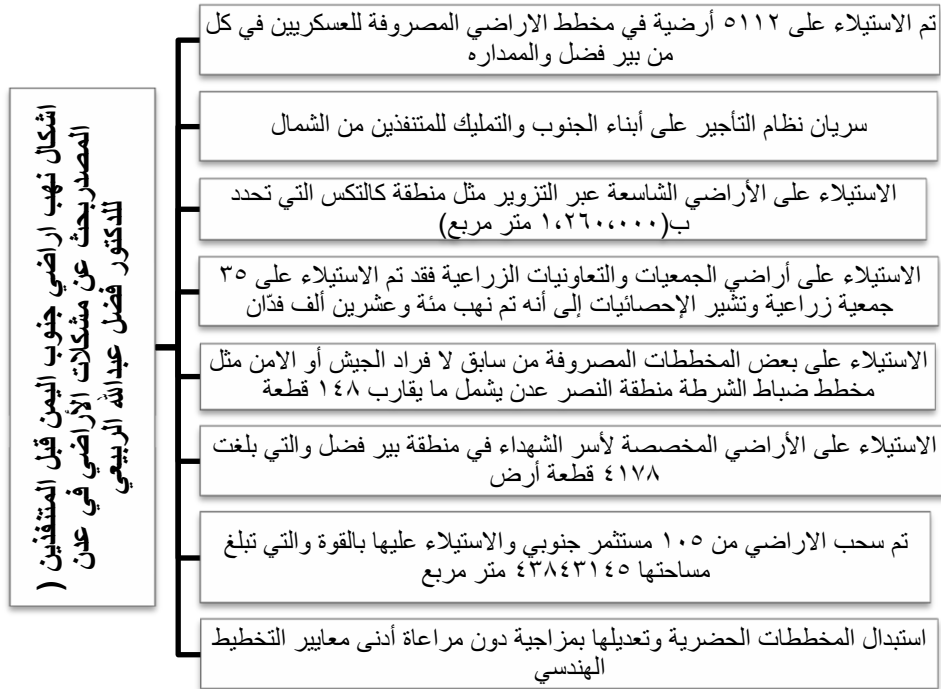 اشكال نهب اراضي جنوب اليمن قبل المتنفذين (
المصدر بحث عن مشكلات الأراضي في عدن
للدكتور فضل عبدالله الربيعي
تم الاستيلاء على ٥١١٢ أرضية في مخطط الاراضي المصروفة للعسكريين في كل
من بير فضل والممداره
سريان نظام التأجير على أبناء الجنوب والتمليك للمتنفذين من الشمال
الاستيلاء على الأراضي الشاسعة عبر التزوير مثل منطقة كالتكس التي تحدد
ب(١،٢٦٠،٠٠٠ متر مربع)
الاستيلاء على أراضي الجمعيات والتعاونيات الزراعية فقد تم الاستيلاء على ٣٥
جمعية زراعية وتشير الإحصائيات إلى أنه تم نهب مئة وعشرين ألف فدّان
الاستيلاء على بعض المخططات المصروفة من سابق لا فراد الجيش أو الامن مثل
مخطط ضباط الشرطة منطقة النصر عدن يشمل ما يقارب ١٤٨ قطعة
الاستيلاء على الأراضي المخصصة لأسر الشهداء في منطقة بير فضل والتي بلغت
٤١٧٨ قطعة أرض
تم سحب الاراضي من ١٠٥ مستثمر جنوبي والاستيلاء عليها بالقوة والتي تبلغ
مساحتها ٤٣٨٤٣١٤٥ متر مربع
استبدال المخططات الحضرية وتعديلها بمزاجية دون مراعاة أدنى معايير التخطيط
الهندسي